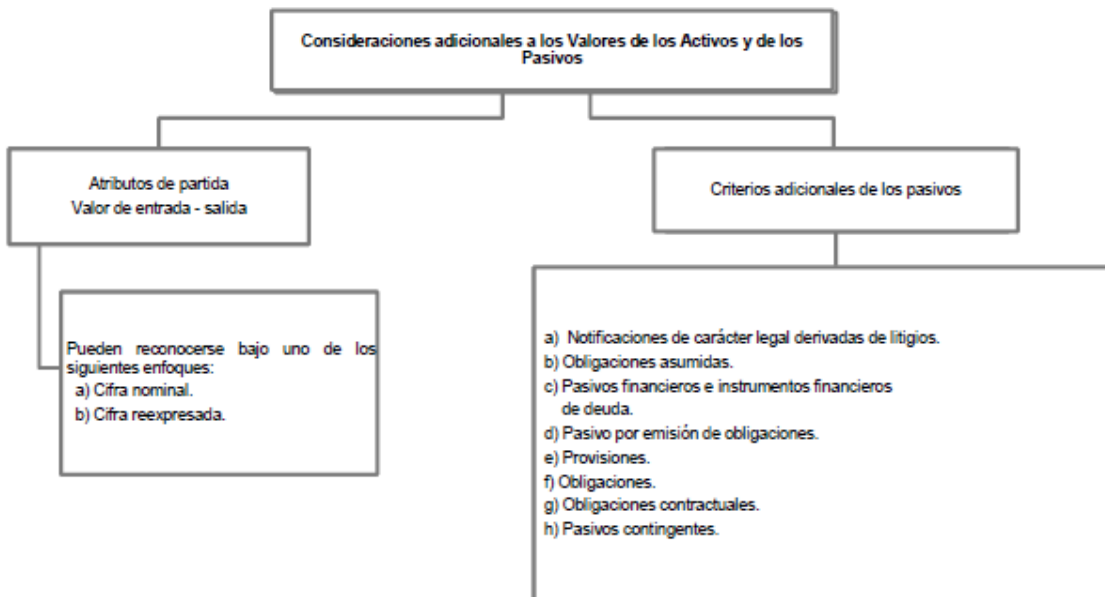 Consideraciones adicionales a los Valores de los Activos y de los
Pasivos
Atributos de partida
Valor de entrada - salida
Criterios adicionales de los pasivos
Pueden reconocerse bajo uno de los
siguientes enfoques:
a) Cifra nominal.
b) Cifra reexpresada.
a) Notificaciones de carácter legal derivadas de litigios.
b) Obligaciones asumidas.
c) Pasivos financieros e instrumentos financieros
de deuda.
d) Pasivo por emisión de obligaciones.
e) Provisiones.
f) Obligaciones.
g) Obligaciones contractuales.
h) Pasivos contingentes.